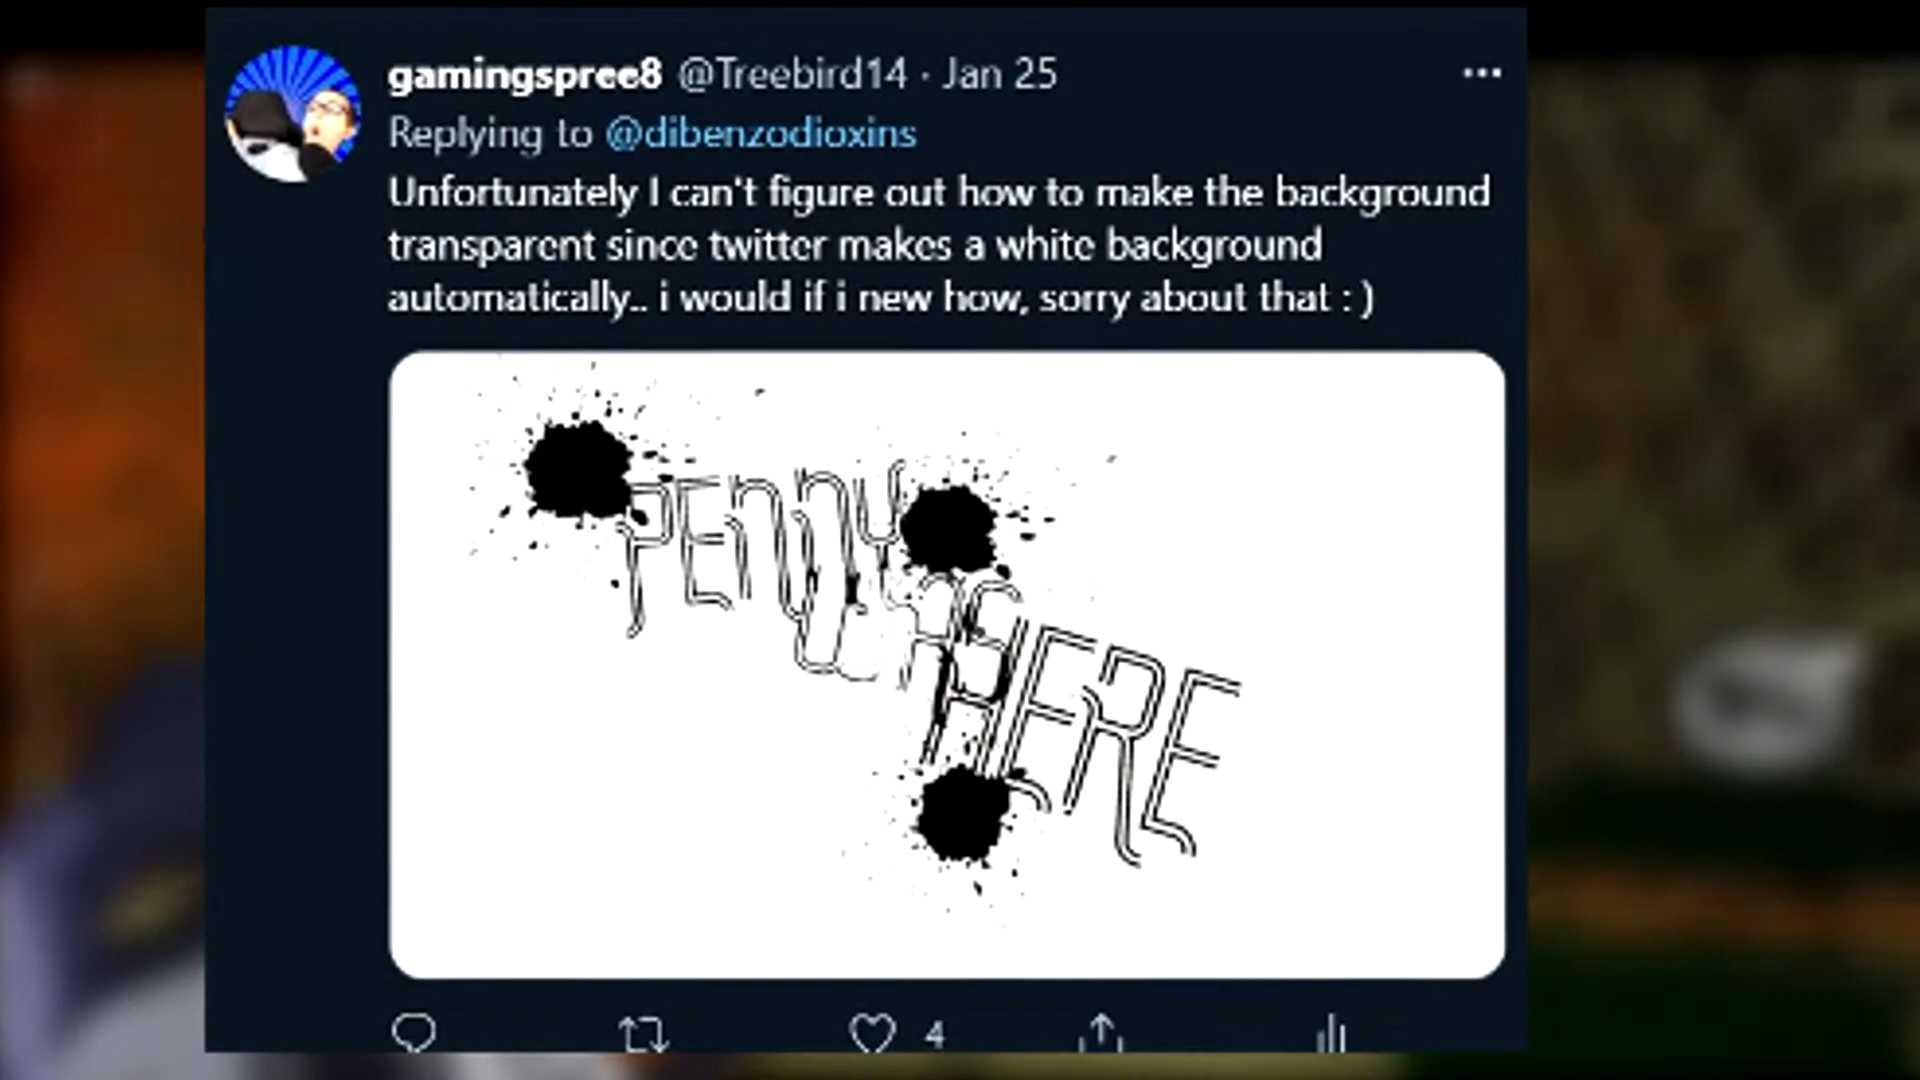 gamingspree8 @Treebird14 · Jan 25
Replying to @dibenzodioxins
Unfortunately I can't figure out how to make the background
transparent since twitter makes a white background
automatically.. i would if i new how, sorry about that : )
PENNY
HERE
4